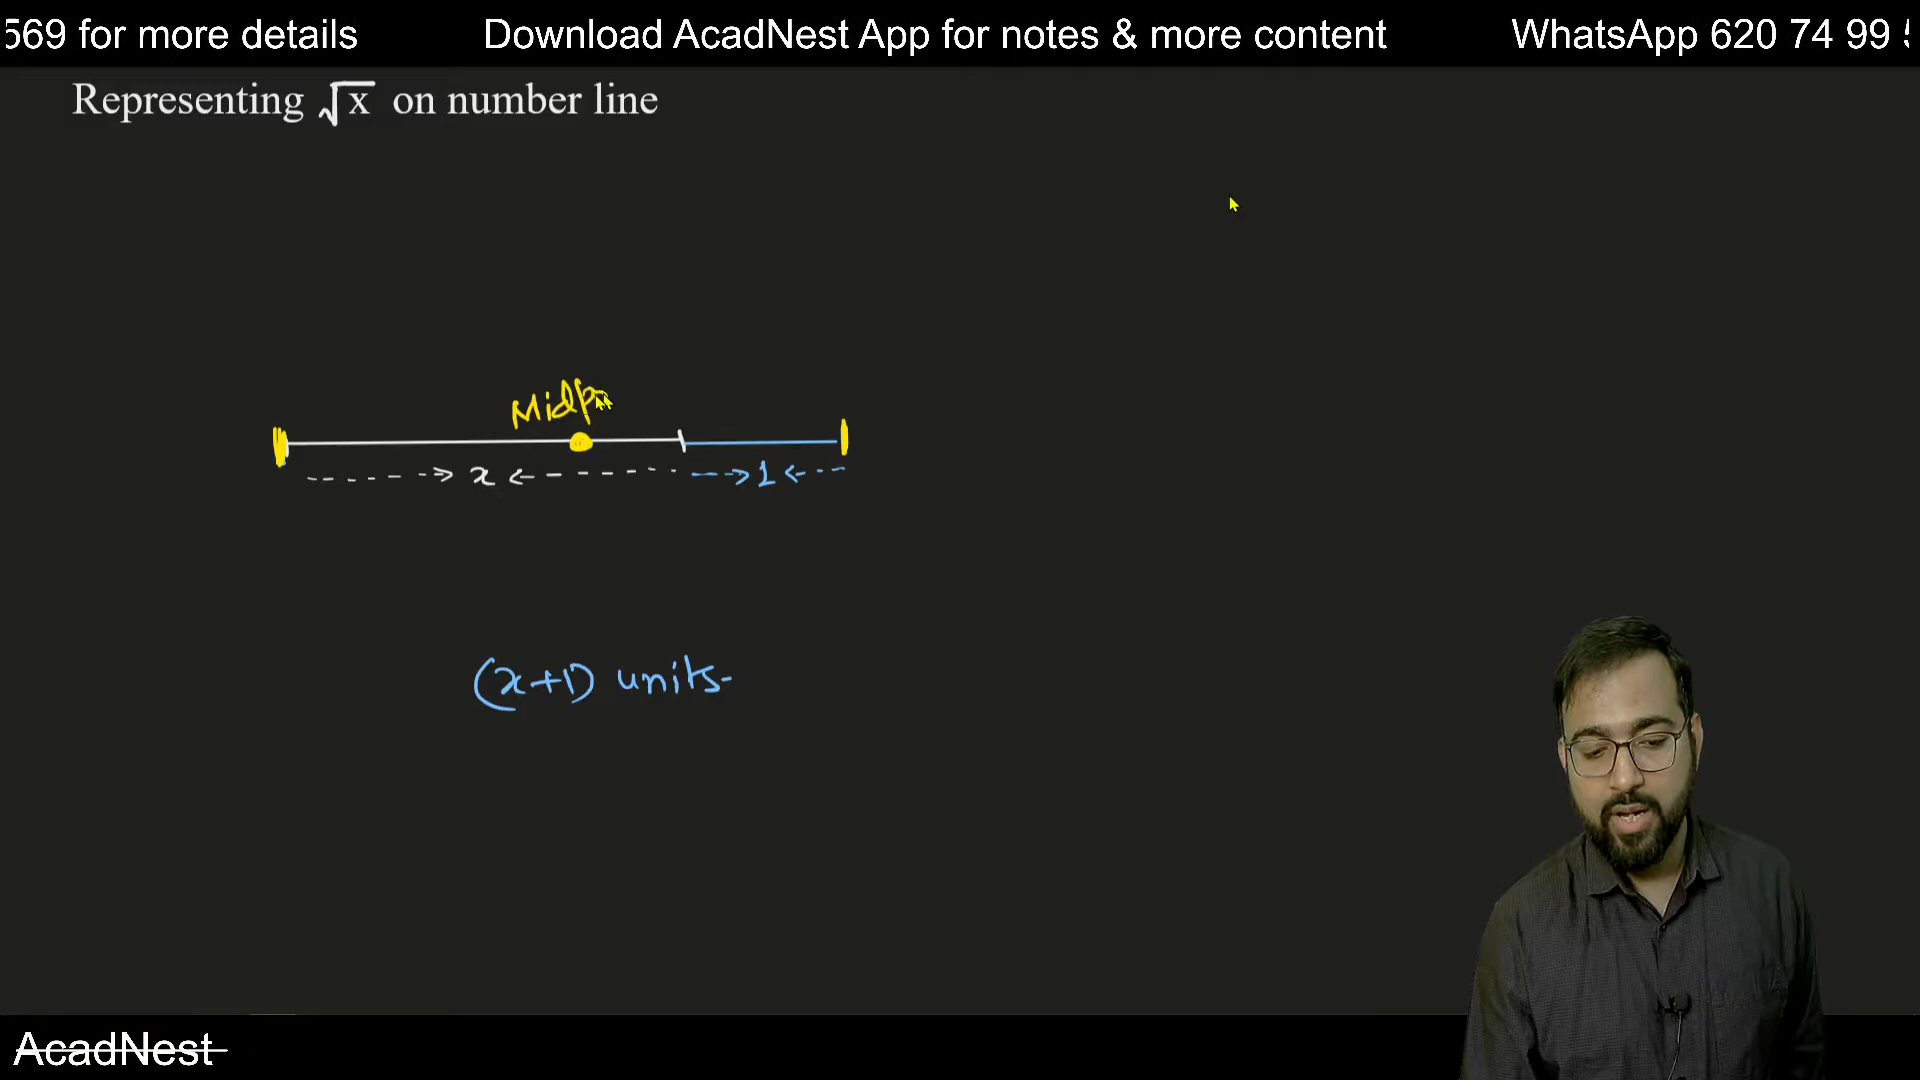 569 for more details Download AcadNest App for notes & more content WhatsApp 620 74 99
Representing √x on number line
Midp
x 1
(x+1) units
AcadNest